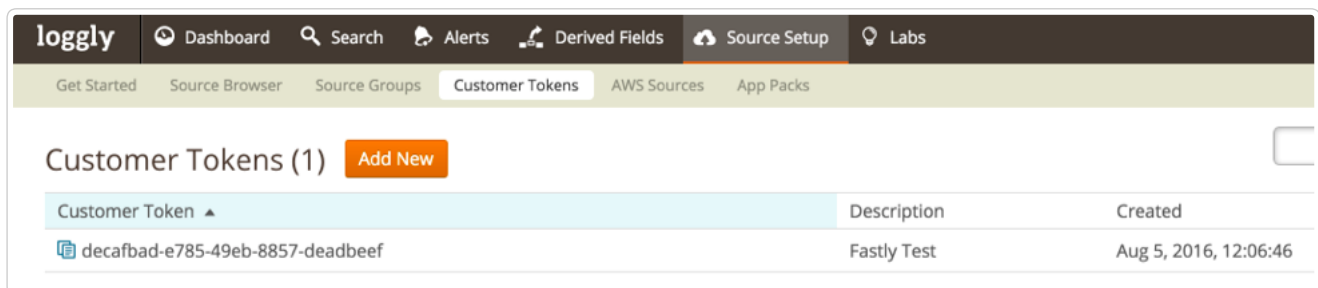 loggly Dashboard Search Alerts Derived Fields Source Setup Labs
Get Started Source Browser Source Groups Customer Tokens AWS Sources App Packs
Customer Tokens (1) Add New
Customer Token Description Created
decafbad-e785-49eb-8857-deadbeef Fastly Test Aug 5, 2016, 12:06:46